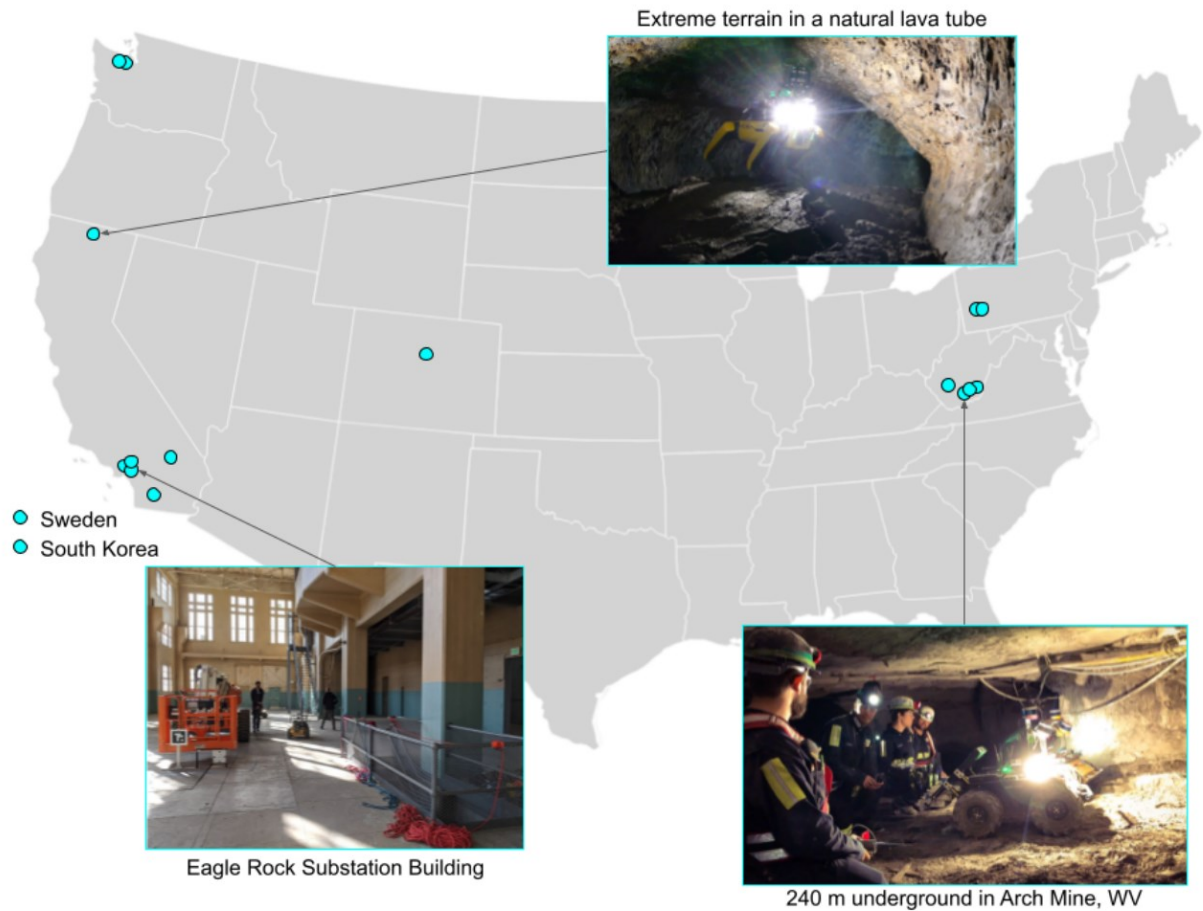 Extreme terrain in a natural lava tube
Sweden
South Korea
Eagle Rock Substation Building
240 m underground in Arch Mine, WV